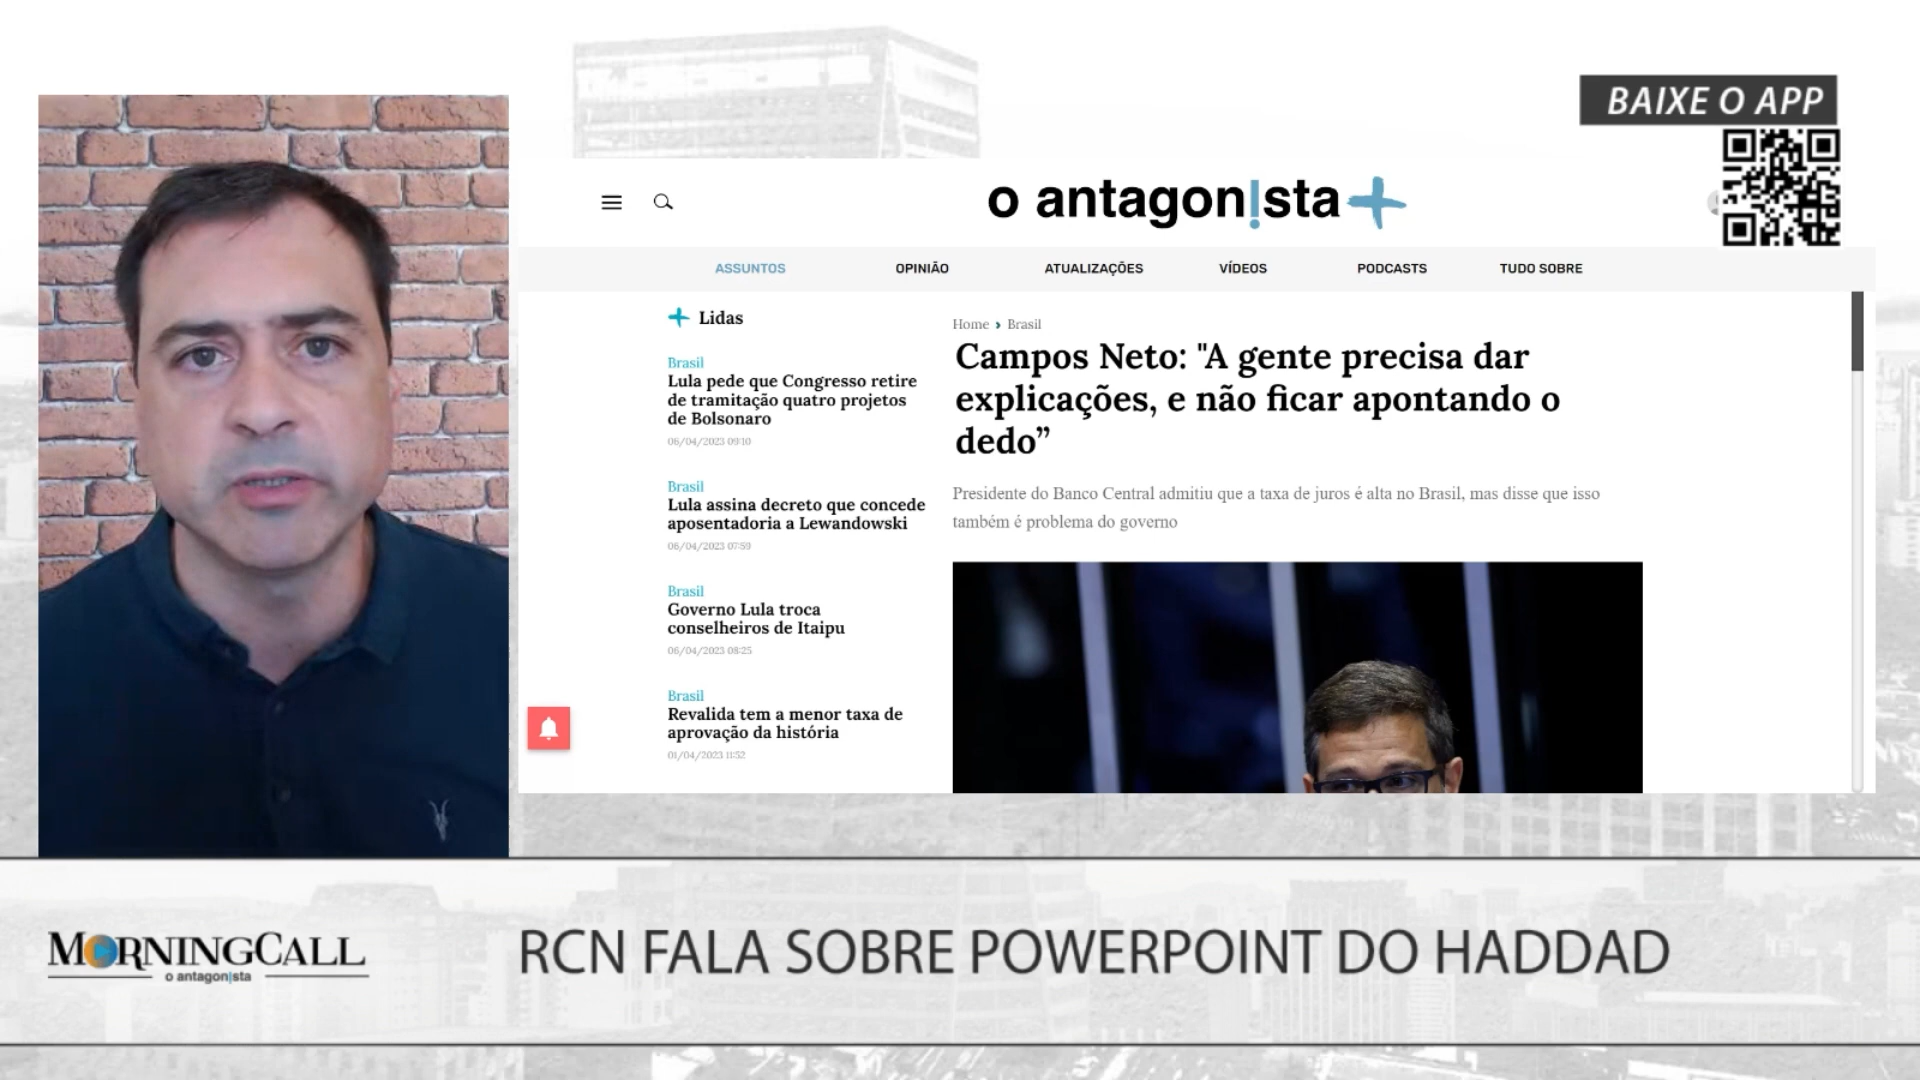 BAIXE O APP
o antagon!sta+
ASSUNTOS
OPINIÃO
ATUALIZAÇÕES
VÍDEOS
PODCASTS
TUDO SOBRE
Lidas
Brasil
Lula pede que Congresso retire
de tramitação quatro projetos
de Bolsonaro
06/04/2023 09:10
Brasil
Lula assina decreto que concede
aposentadoria a Lewandowski
06/04/2023 07:59
Brasil
Governo Lula troca
conselheiros de Itaipu
06/04/2023 08:25
Brasil
Revalida tem a menor taxa de
aprovação da história
01/04/2023 11:52
Home › Brasil
Campos Neto: "A gente precisa dar
explicações, e não ficar apontando o
dedo”
Presidente do Banco Central admitiu que a taxa de juros é alta no Brasil, mas disse que isso
também é problema do governo
MORNINGCALL
o antagon!sta
RCN FALA SOBRE POWERPOINT DO HADDAD